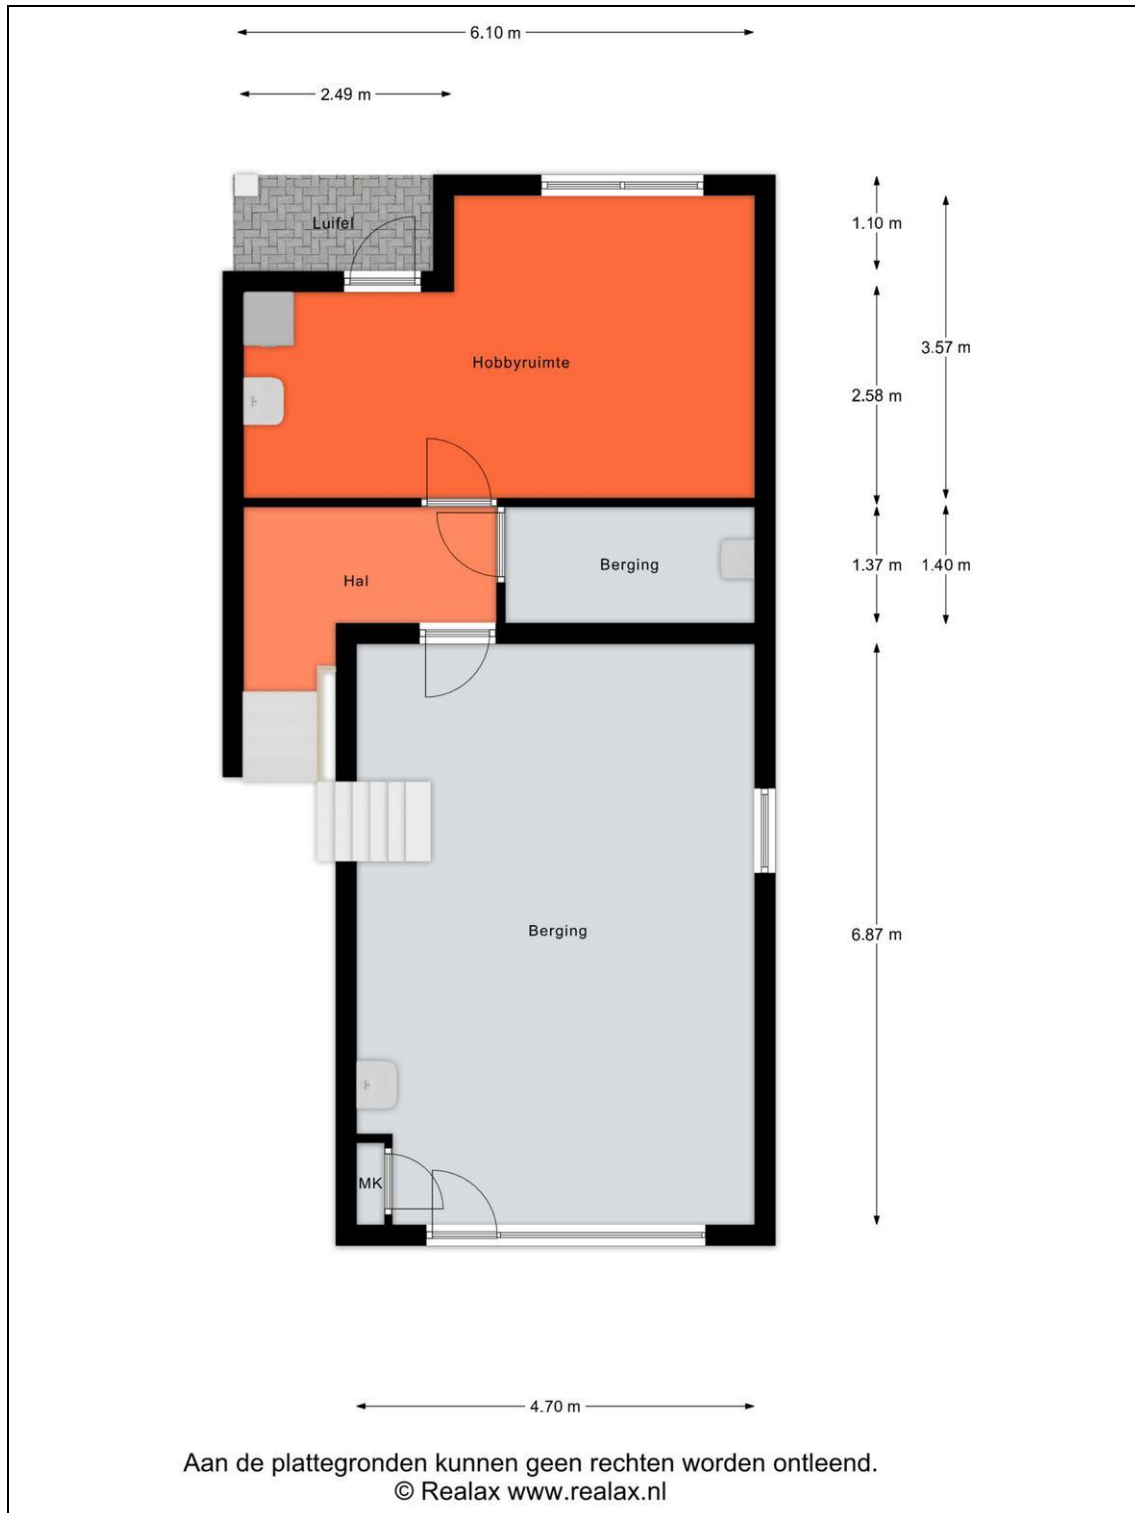 6.10 m
2.49 m
Luifel
1.10 m
3.57 m
Hobbyruimte
2.58 m
Hal
Berging
1.37 m
1.40 m
Berging
6.87 m
MK
4.70 m
Aan de plattegronden kunnen geen rechten worden ontleend.
© Realax www.realax.nl